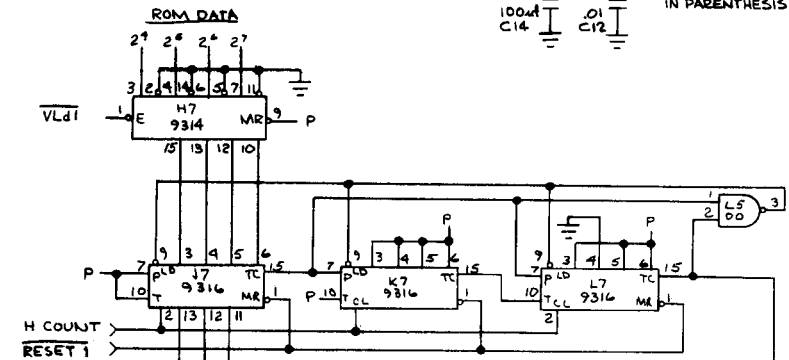 ROM DATA
100uf
C14
.01
C12
IN PARENTHESIS
2⁴ 2⁵ 2⁶ 2⁷
3 2 4 14 6 5 7 11
VLd1 1 E H7 9314 MR 9 P
15 13 12 10
1
2 L5 00 3
P P
9 3 4 5 6 9 3 4 5 6 9 3 4 5 6
P 7 P LD J7 TC 15 7 P LD K7 TC 15 7 P LD L7 TC 15
10 T 9316 MR 1 P 10 T CL 9316 1 10 T CL 9316 MR 1
2 13 12 11 2
H COUNT
RESET 1